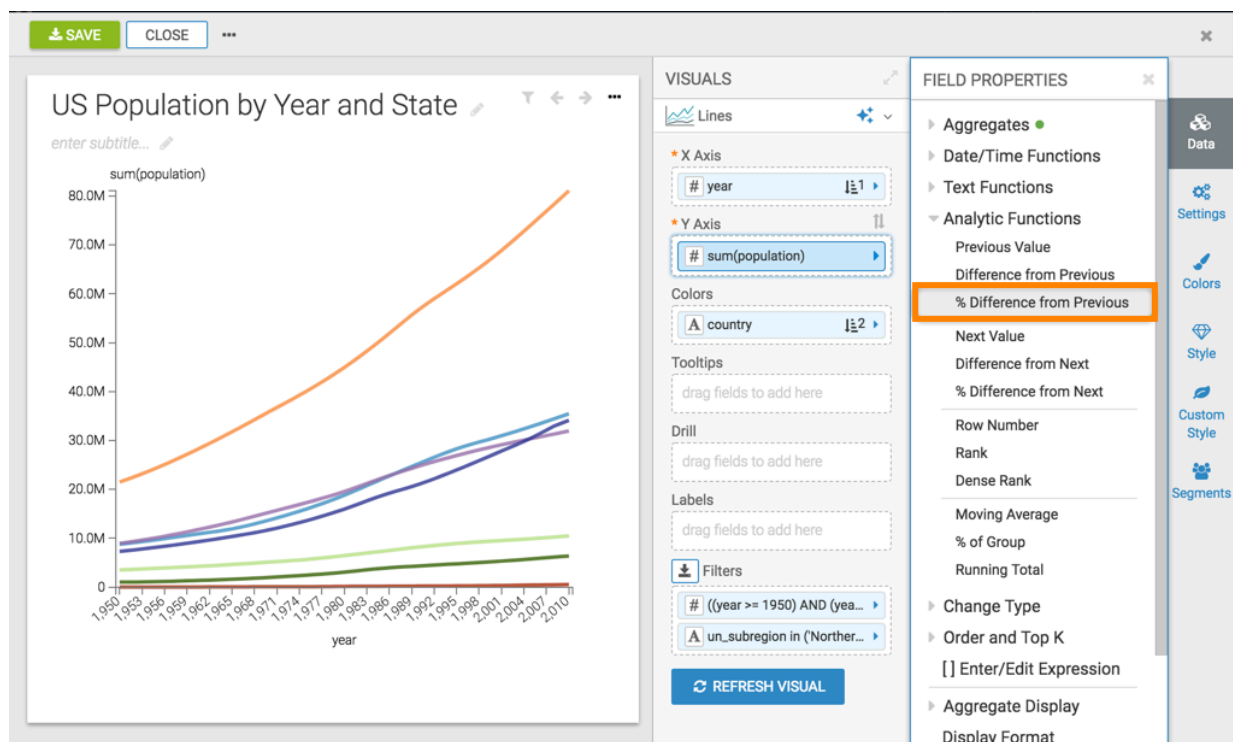 SAVE
CLOSE
US Population by Year and State
enter subtitle...
sum(population)
80.0M
70.0M
60.0M
50.0M
40.0M
30.0M
20.0M
10.0M
0
1,950
1,953
1,956
1,959
1,962
1,965
1,968
1,971
1,974
1,977
1,980
1,983
1,986
1,989
1,992
1,995
1,998
2,001
2,004
2,007
2,010
year
VISUALS
Lines
* X Axis
# year 1
* Y Axis
# sum(population)
Colors
A country 2
Tooltips
drag fields to add here
Drill
drag fields to add here
Labels
drag fields to add here
Filters
# ((year >= 1950) AND (yea...
A un_subregion in ('Norther...
REFRESH VISUAL
FIELD PROPERTIES
Aggregates
Date/Time Functions
Text Functions
Analytic Functions
Previous Value
Difference from Previous
% Difference from Previous
Next Value
Difference from Next
% Difference from Next
Row Number
Rank
Dense Rank
Moving Average
% of Group
Running Total
Change Type
Order and Top K
[ ] Enter/Edit Expression
Aggregate Display
Display Format
Data
Settings
Colors
Style
Custom
Style
Segments